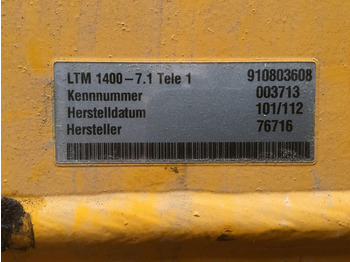 LTM 1400-7.1 Tele 1 910803608
Kennnummer 003713
Herstelldatum 101/112
Hersteller 76716